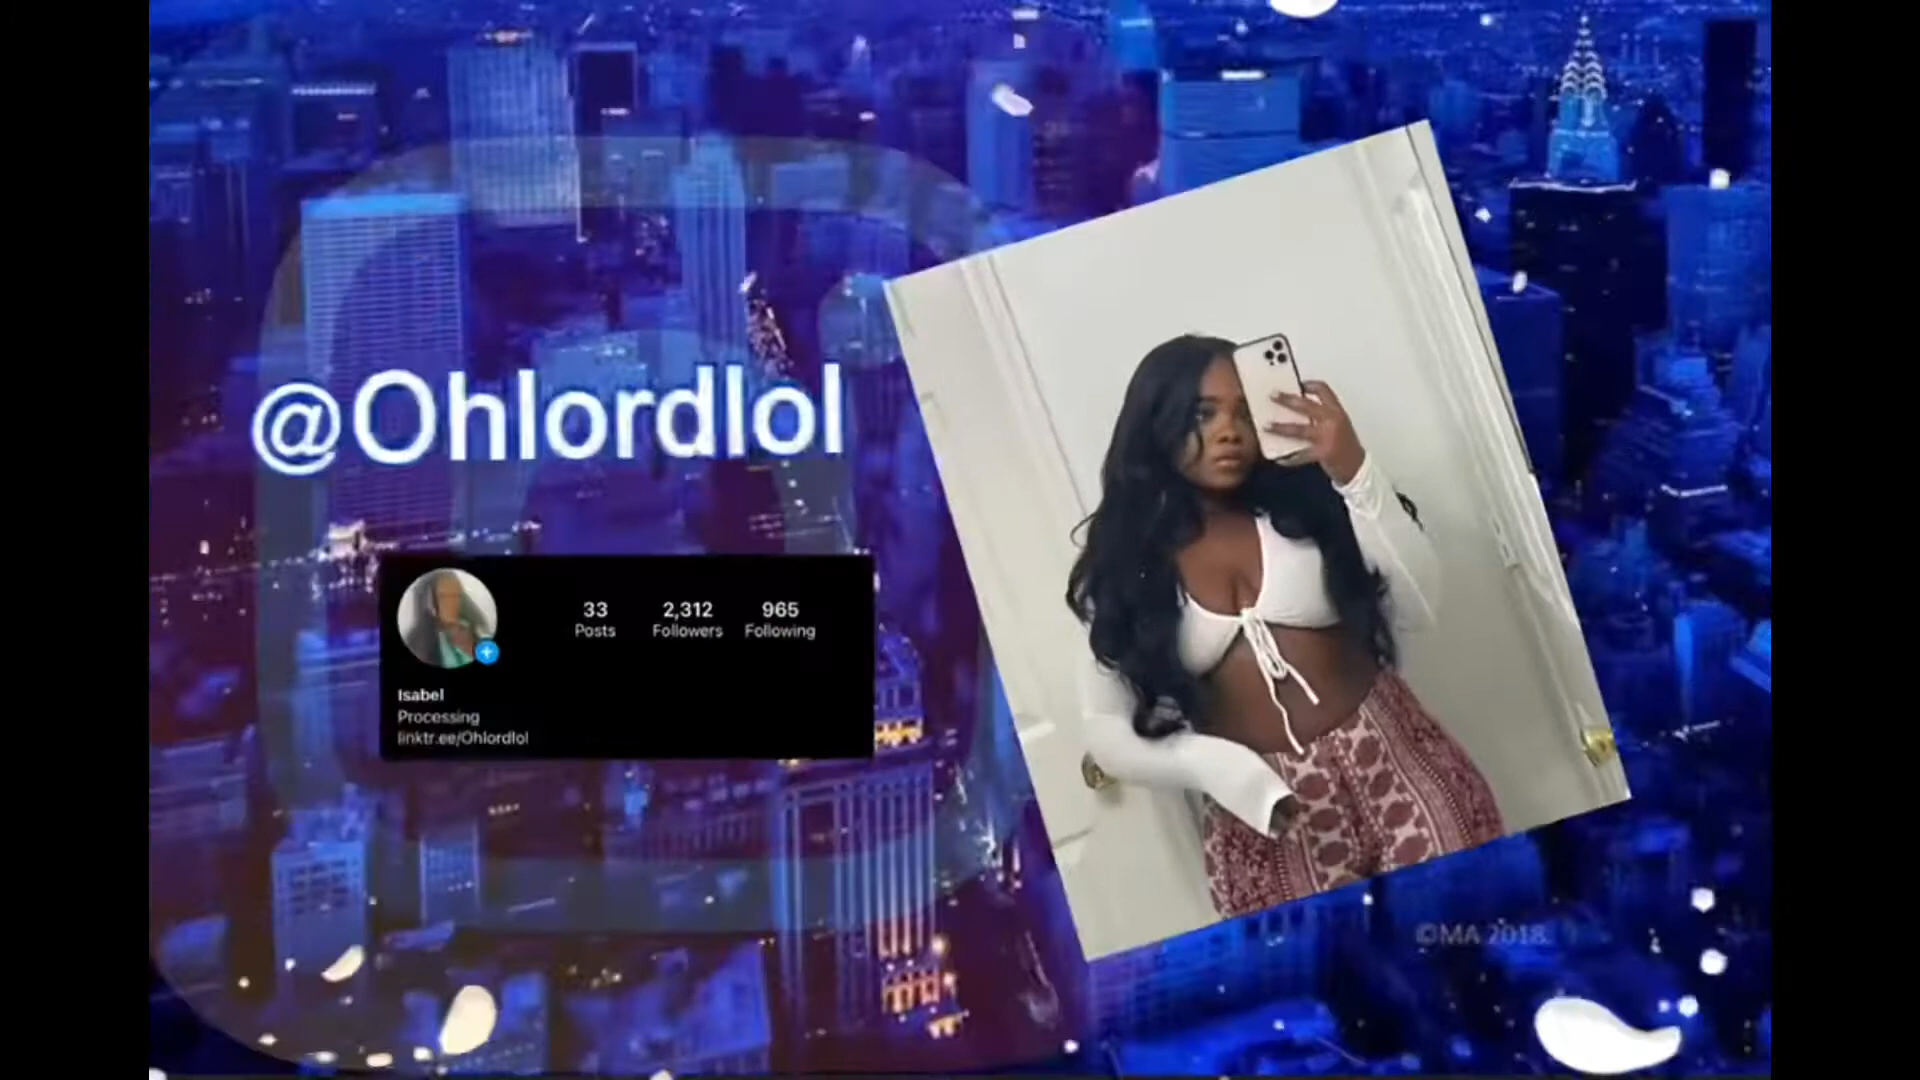 @Ohlordlol
33 2,312 965
Posts Followers Following
Isabel
Processing
linktr.ee/Ohlordlol
©MA 2018